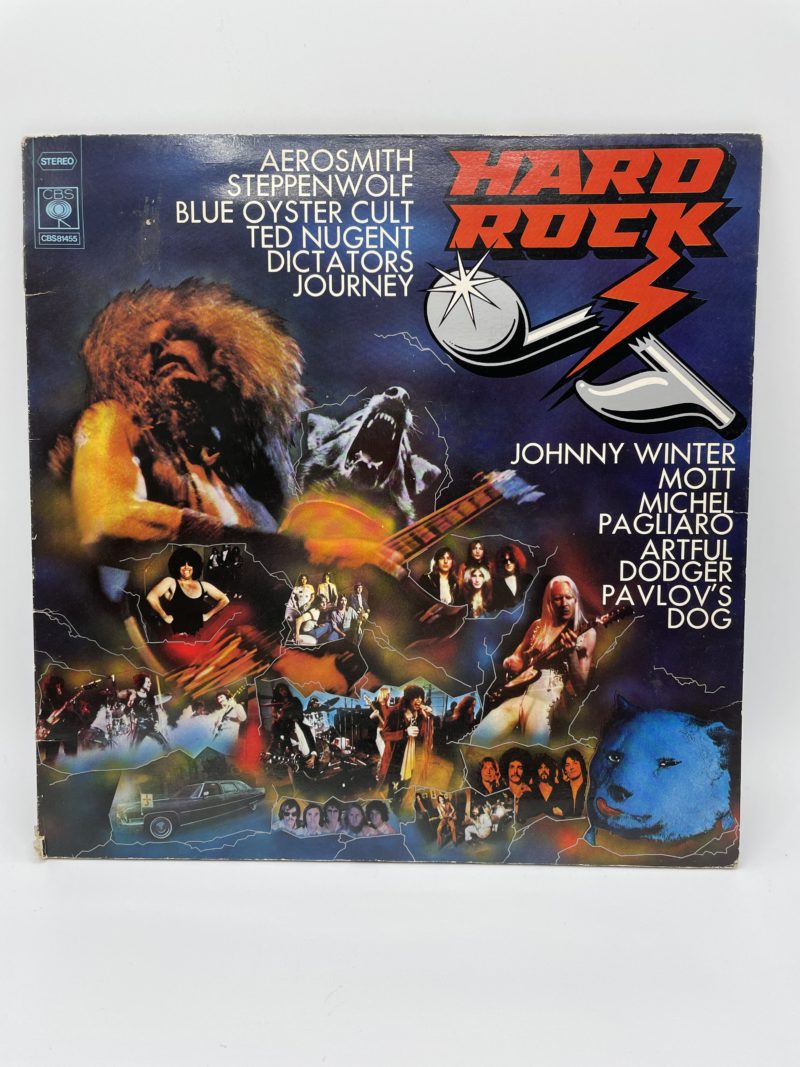 STEREO
CBS
CBS 81455
AEROSMITH
STEPPENWOLF
BLUE OYSTER CULT
TED NUGENT
DICTATORS
JOURNEY
HARD
ROCK
JOHNNY WINTER
MOTT
MICHEL
PAGLIARO
ARTFUL
DODGER
PAVLOV'S
DOG